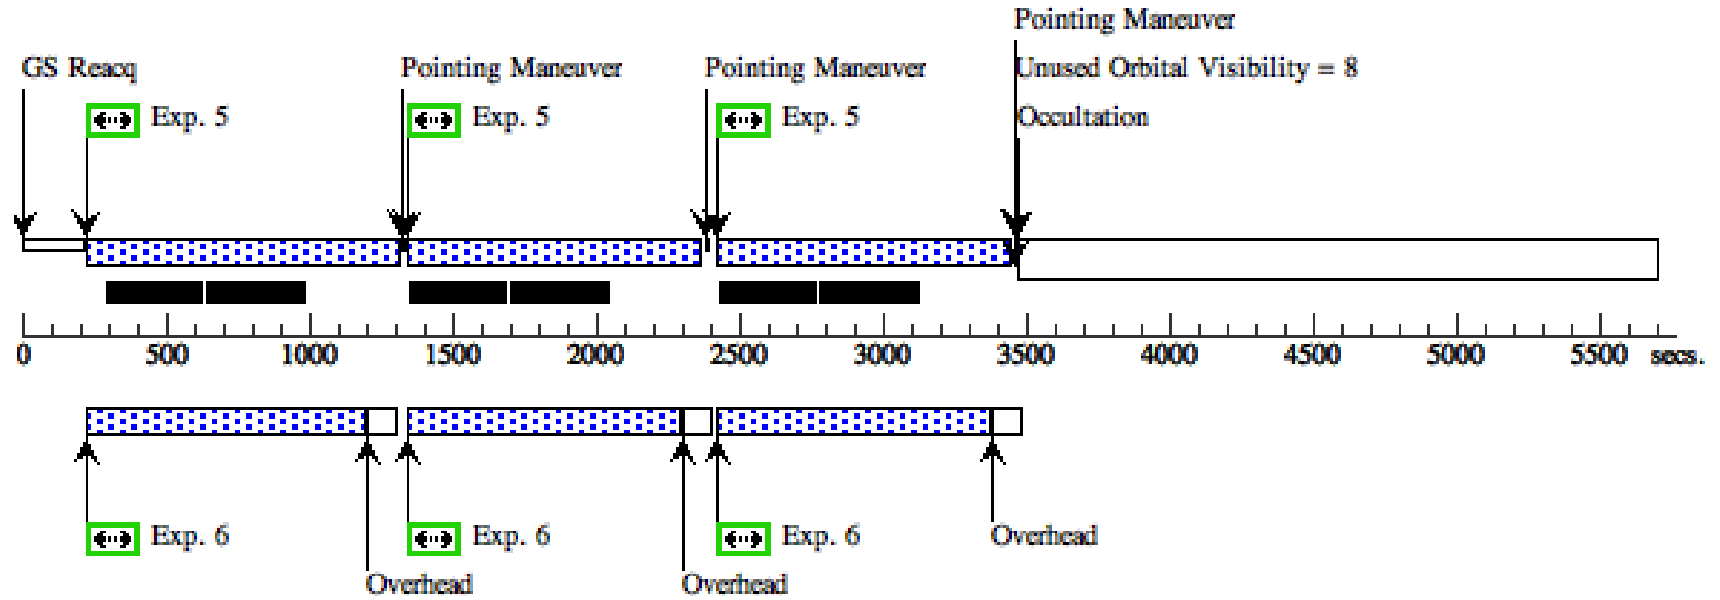 Pointing Maneuver
GS Reacq Pointing Maneuver Pointing Maneuver Unused Orbital Visibility = 8
Exp. 5 Exp. 5 Exp. 5 Occultation
0 500 1000 1500 2000 2500 3000 3500 4000 4500 5000 5500 secs.
Exp. 6 Exp. 6 Exp. 6 Overhead
Overhead Overhead